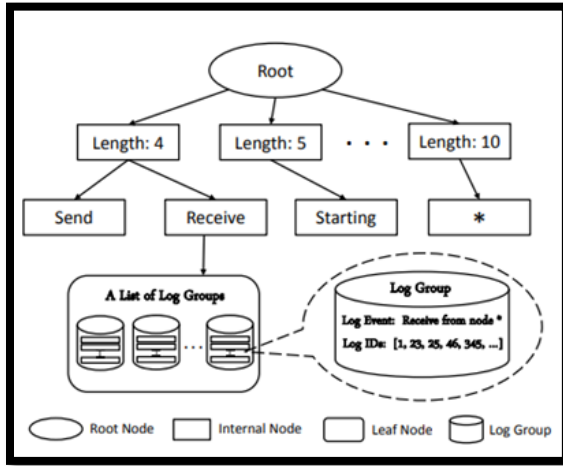 Root
Length: 4 Length: 5 . . . Length: 10
Send Receive Starting *
A List of Log Groups
...
Log Group
Log Event: Receive from node *
Log IDs: [1, 23, 25, 46, 345, ...]
Root Node Internal Node Leaf Node Log Group